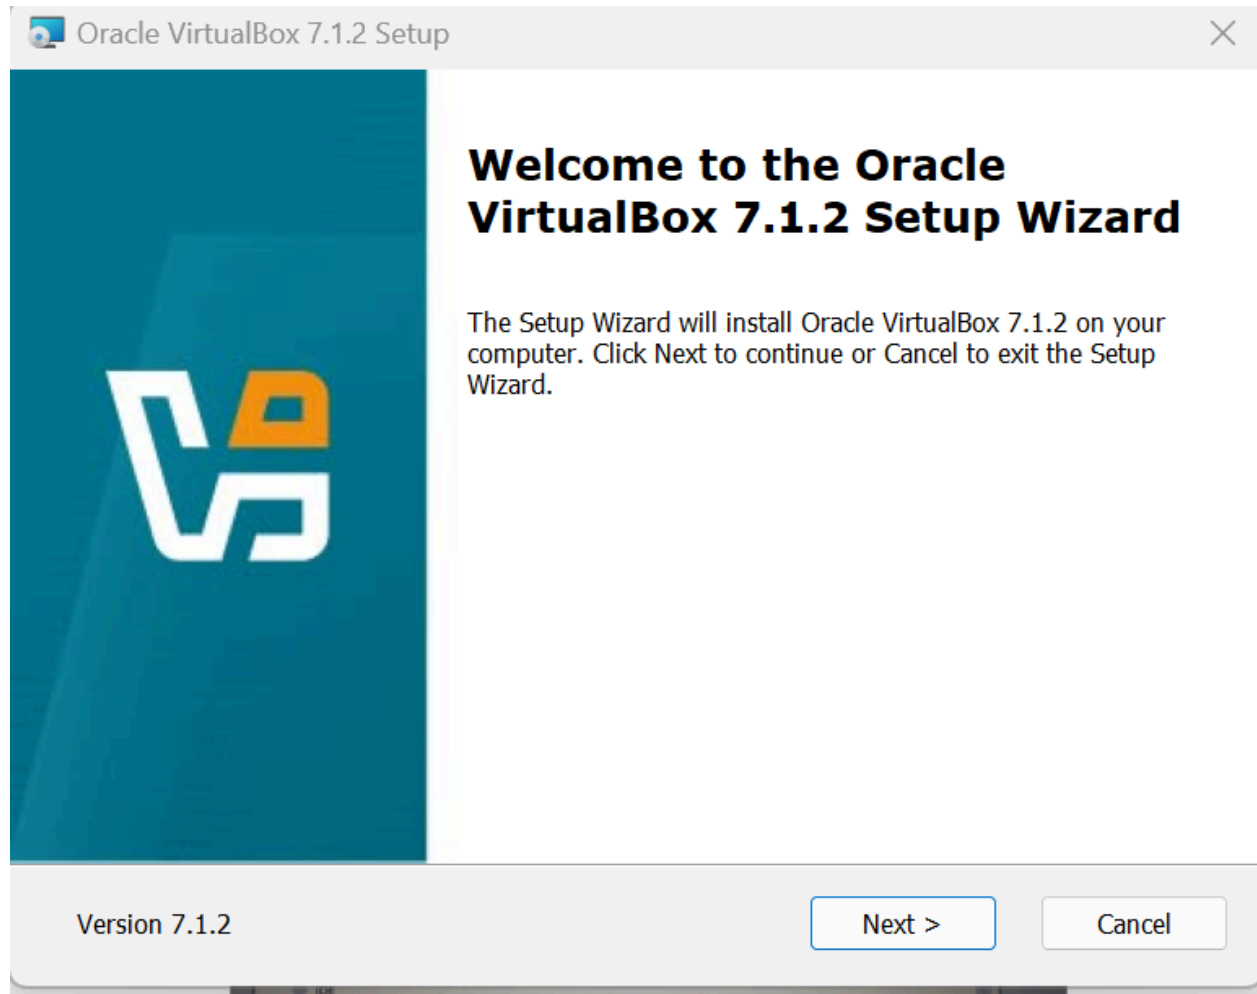 Oracle VirtualBox 7.1.2 Setup
Welcome to the Oracle
VirtualBox 7.1.2 Setup Wizard
The Setup Wizard will install Oracle VirtualBox 7.1.2 on your
computer. Click Next to continue or Cancel to exit the Setup
Wizard.
Version 7.1.2
Next >
Cancel